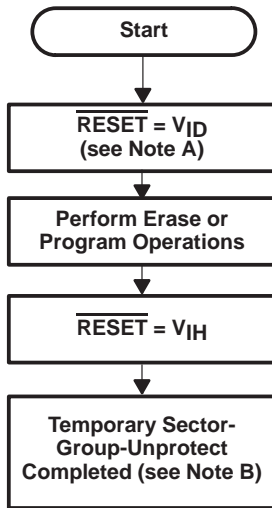 Start
RESET = VID
(see Note A)
Perform Erase or
Program Operations
RESET = VIH
Temporary Sector-
Group-Unprotect
Completed (see Note B)